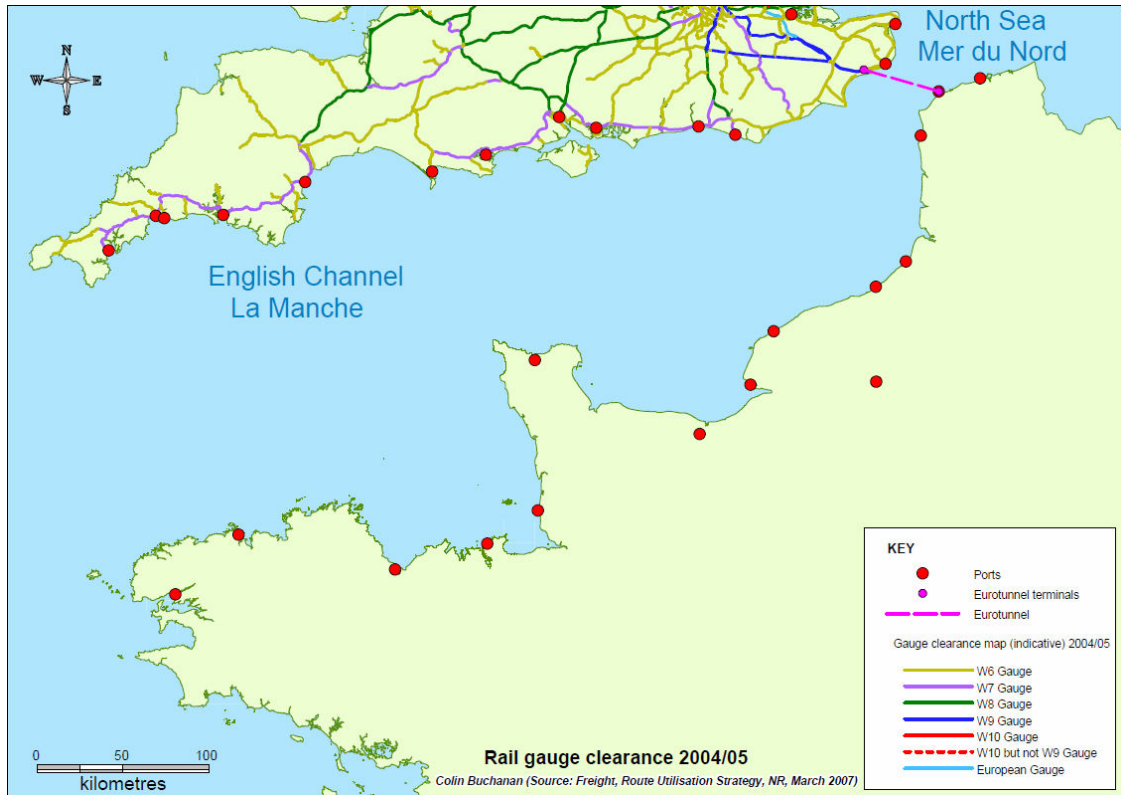 North Sea
Mer du Nord
N
W E
S
English Channel
La Manche
KEY
Ports
Eurotunnel terminals
Eurotunnel
Gauge clearance map (indicative) 2004/05
W6 Gauge
W7 Gauge
W8 Gauge
W9 Gauge
W10 Gauge
W10 but not W9 Gauge
European Gauge
0 50 100
kilometres
Rail gauge clearance 2004/05
Colin Buchanan (Source: Freight, Route Utilisation Strategy, NR, March 2007)